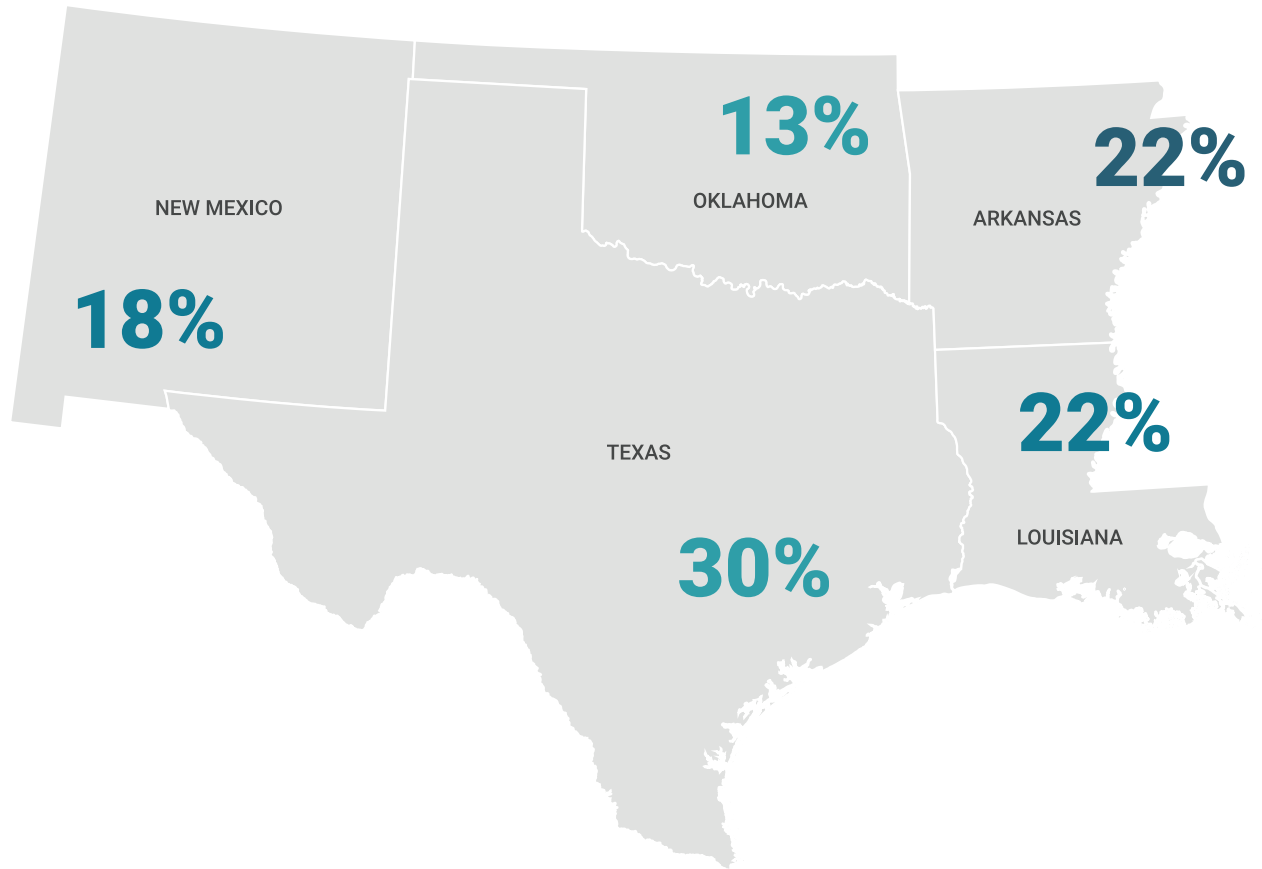 13%
22%
OKLAHOMA
NEW MEXICO
ARKANSAS
18%
22%
TEXAS
LOUISIANA
30%